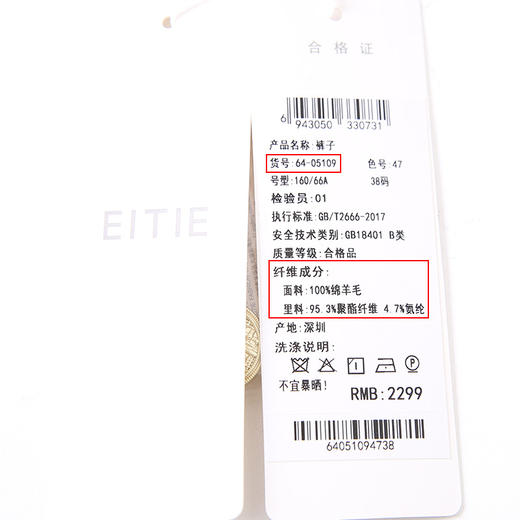 合格证
6 943050 330731
产品名称:裤子
货号:64-05109 色号:47
号型:160/66A 38码
检验员:01
执行标准:GB/T2666-2017
安全技术类别:GB18401 B类
质量等级:合格品
纤维成分:
面料:100%绵羊毛
里料:95.3%聚酯纤维 4.7%氨纶
产地:深圳
洗涤说明:
P
不宜暴晒!
RMB:2299
64051094738
EITIE